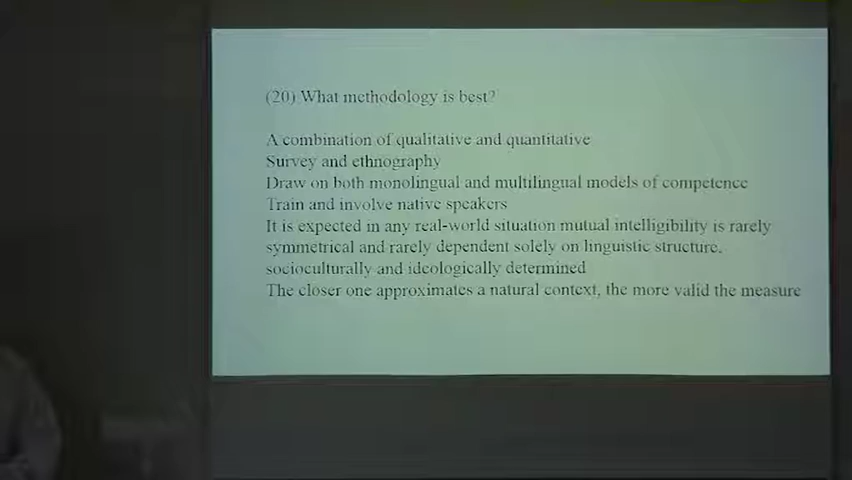 (20) What methodology is best?
A combination of qualitative and quantitative
Survey and ethnography
Draw on both monolingual and multilingual models of competence
Train and involve native speakers
It is expected in any real-world situation mutual intelligibility is rarely
symmetrical and rarely dependent solely on linguistic structure.
socioculturally and ideologically determined
The closer one approximates a natural context, the more valid the measure